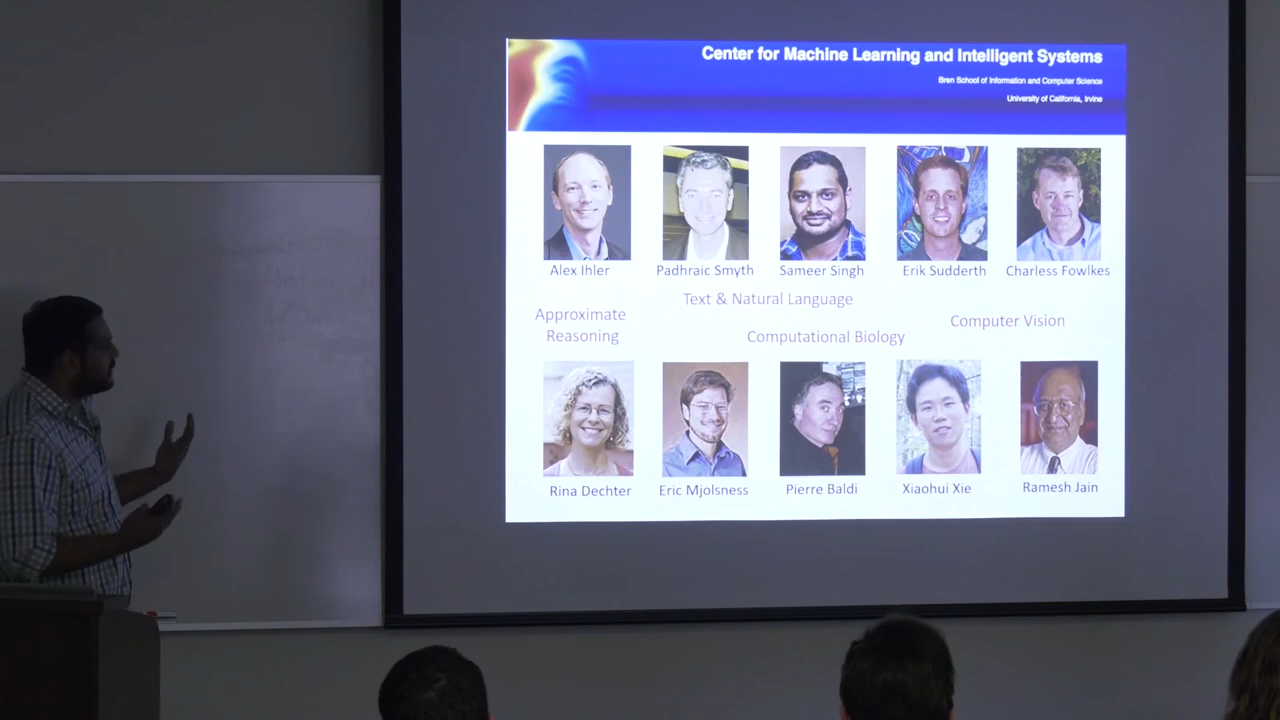 Center for Machine Learning and Intelligent Systems
Bren School of Information and Computer Science
University of California, Irvine
Alex Ihler
Padhraic Smyth
Sameer Singh
Erik Sudderth
Charless Fowlkes
Text & Natural Language
Approximate
Reasoning
Computational Biology
Computer Vision
Rina Dechter
Eric Mjolsness
Pierre Baldi
Xiaohui Xie
Ramesh Jain